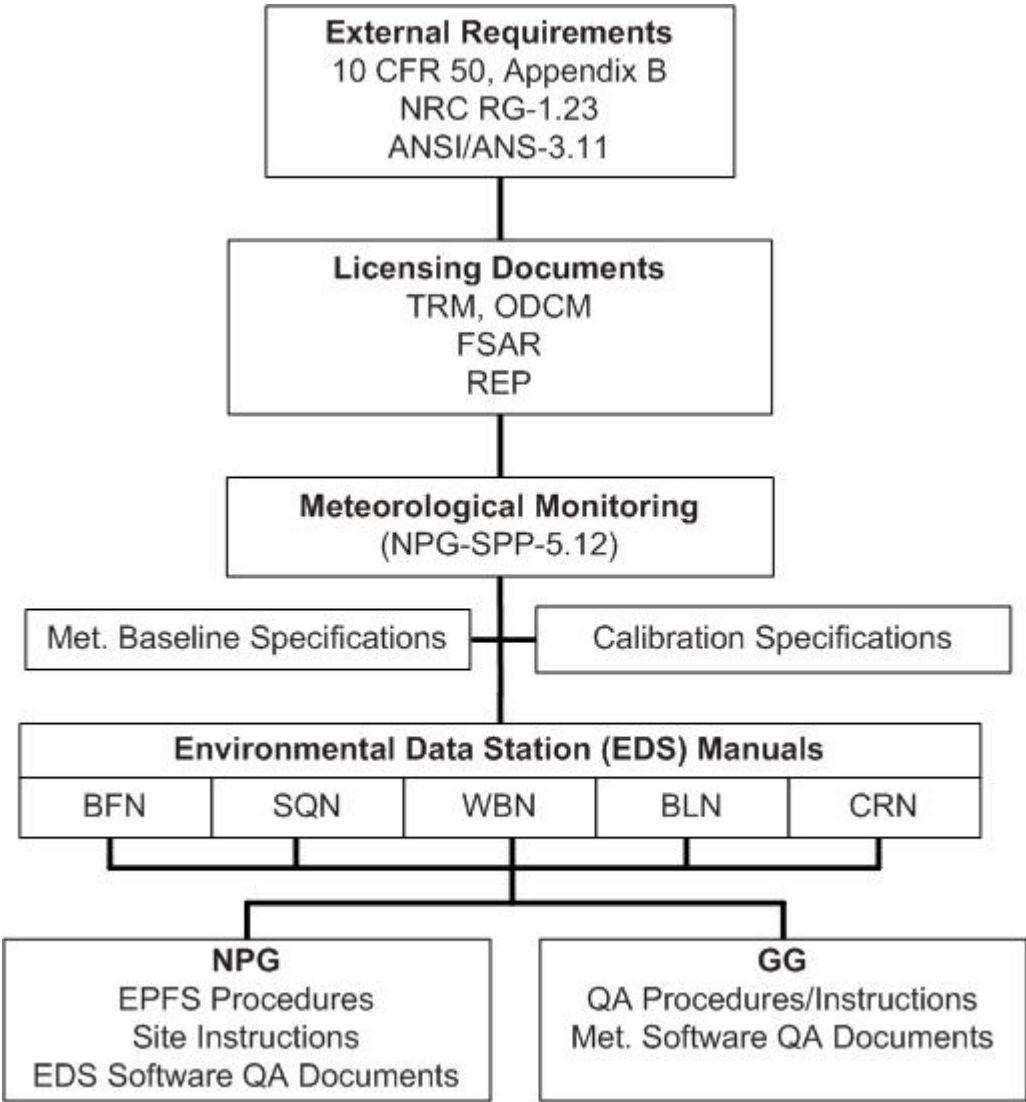 External Requirements
10 CFR 50, Appendix B
NRC RG-1.23
ANSI/ANS-3.11
Licensing Documents
TRM, ODCM
FSAR
REP
Meteorological Monitoring
(NPG-SPP-5.12)
Met. Baseline Specifications
Calibration Specifications
Environmental Data Station (EDS) Manuals
BFN
SQN
WBN
BLN
CRN
NPG
EPFS Procedures
Site Instructions
EDS Software QA Documents
GG
QA Procedures/Instructions
Met. Software QA Documents